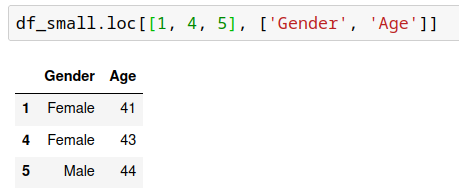 df_small.loc[[1, 4, 5], ['Gender', 'Age']]
Gender Age
1 Female 41
4 Female 43
5 Male 44